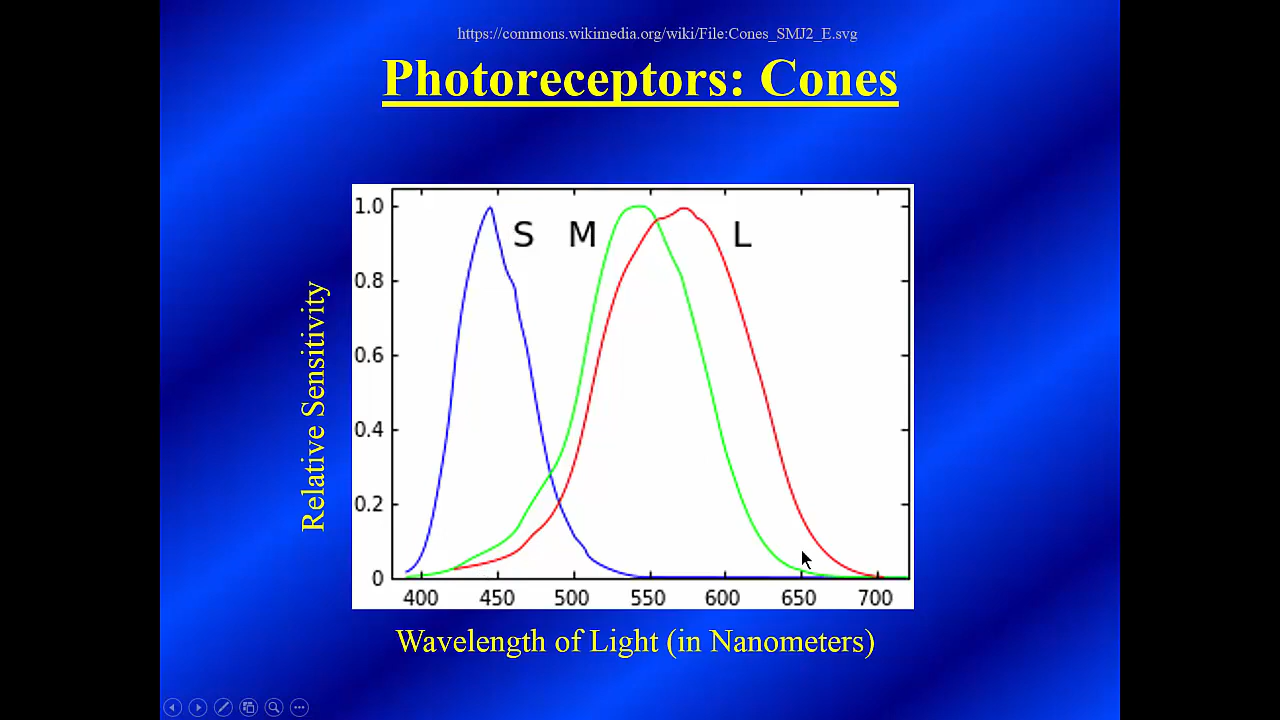 https://commons.wikimedia.org/wiki/File:Cones_SMJ2_E.svg
Photoreceptors: Cones
1.0
S M L
0.8
0.6
0.4
0.2
0
Relative Sensitivity
400 450 500 550 600 650 700
Wavelength of Light (in Nanometers)